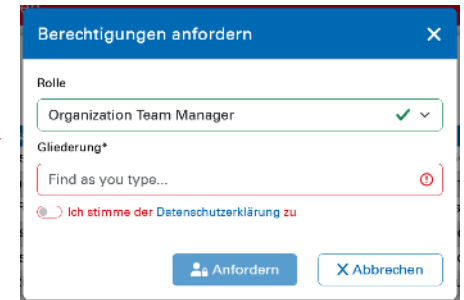 Berechtigungen anfordern
Rolle
Organization Team Manager
Gliederung*
Find as you type...
Ich stimme der Datenschutzerklärung zu
Anfordern
Abbrechen